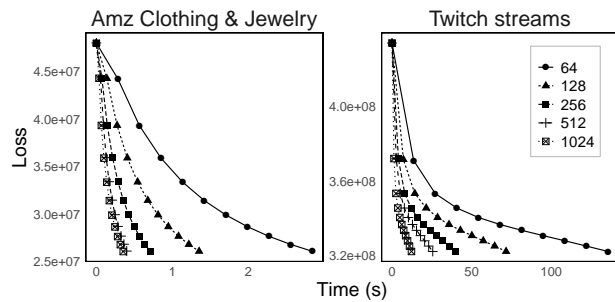 Amz Clothing & Jewelry
Twitch streams
Loss
4.5e+07
4.0e+07
3.5e+07
3.0e+07
2.5e+07
0
1
2
4.0e+08
3.6e+08
3.2e+08
0
50
100
64
128
256
512
1024
Time (s)